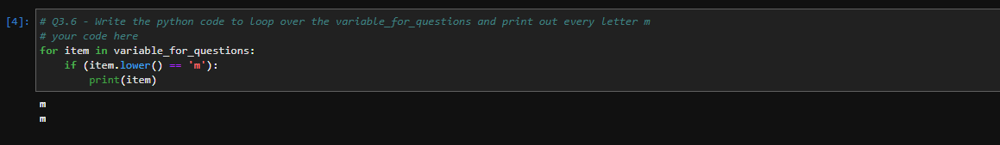 [4]: # Q3.6 - Write the python code to loop over the variable_for_questions and print out every letter m
# your code here
for item in variable_for_questions:
    if (item.lower() == 'm'):
        print(item)
m
m